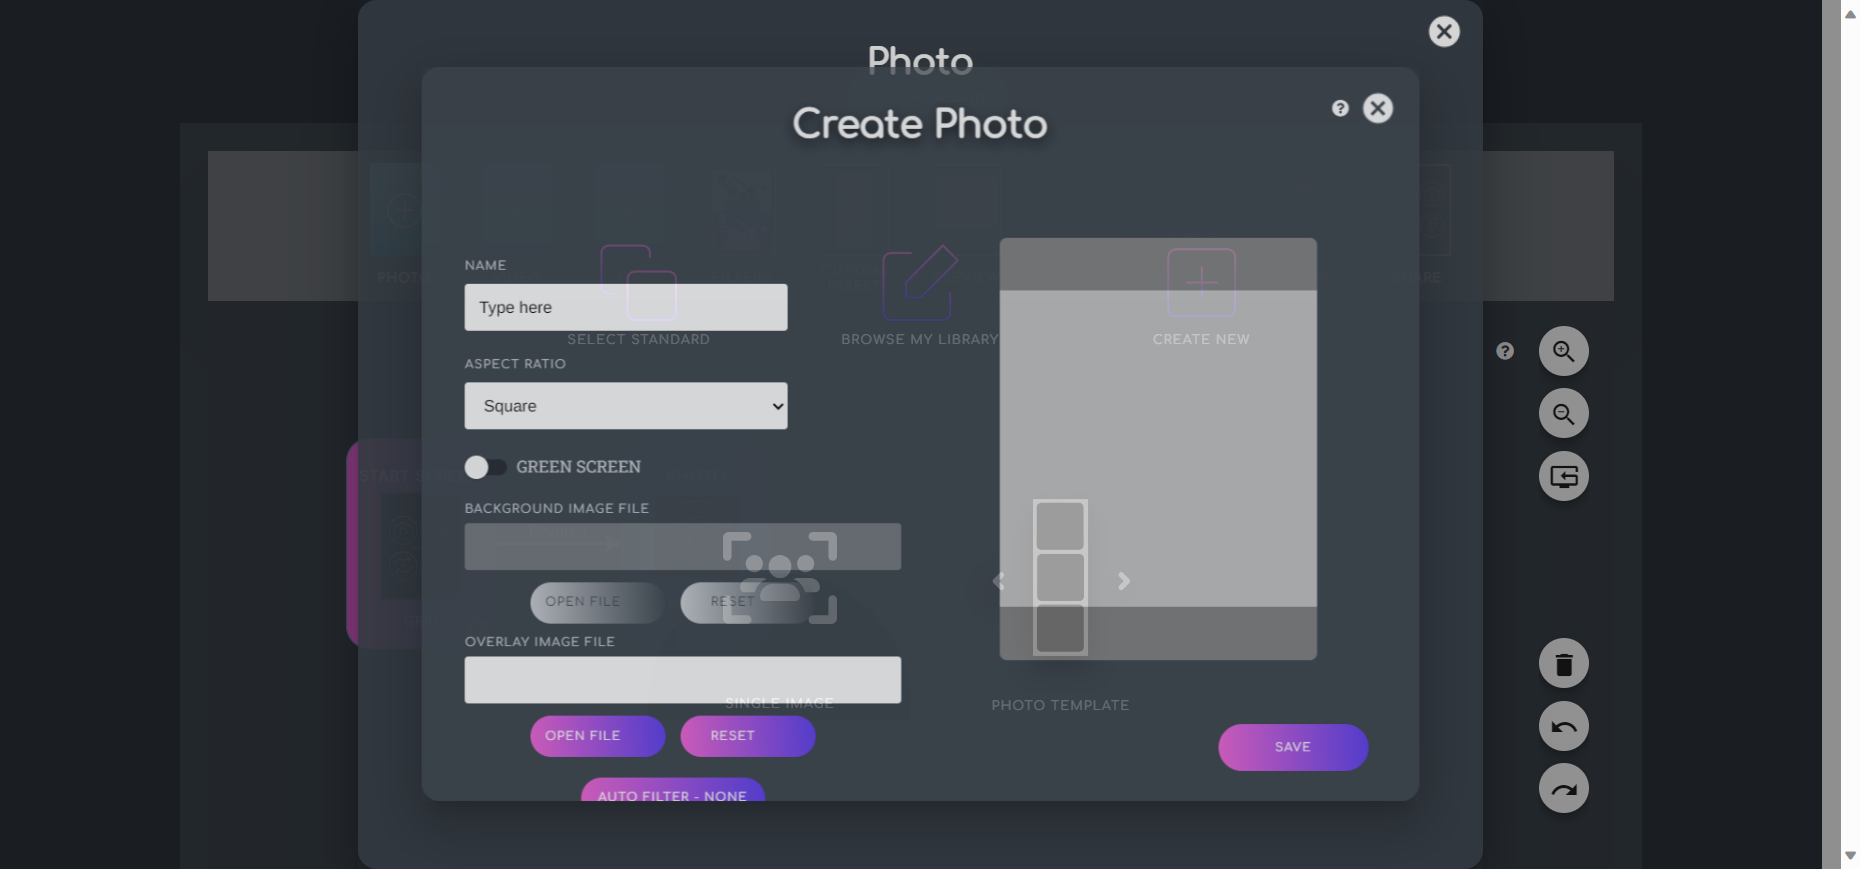 Photo
Create Photo
?
PHOTO
NAME
Type here
SELECT STANDARD
BROWSE MY LIBRARY
CREATE NEW
?
ASPECT RATIO
Square
GREEN SCREEN
START
BACKGROUND IMAGE FILE
OPEN FILE
RESET
OVERLAY IMAGE FILE
SINGLE IMAGE
PHOTO TEMPLATE
OPEN FILE
RESET
SAVE
AUTO FILTER - NONE